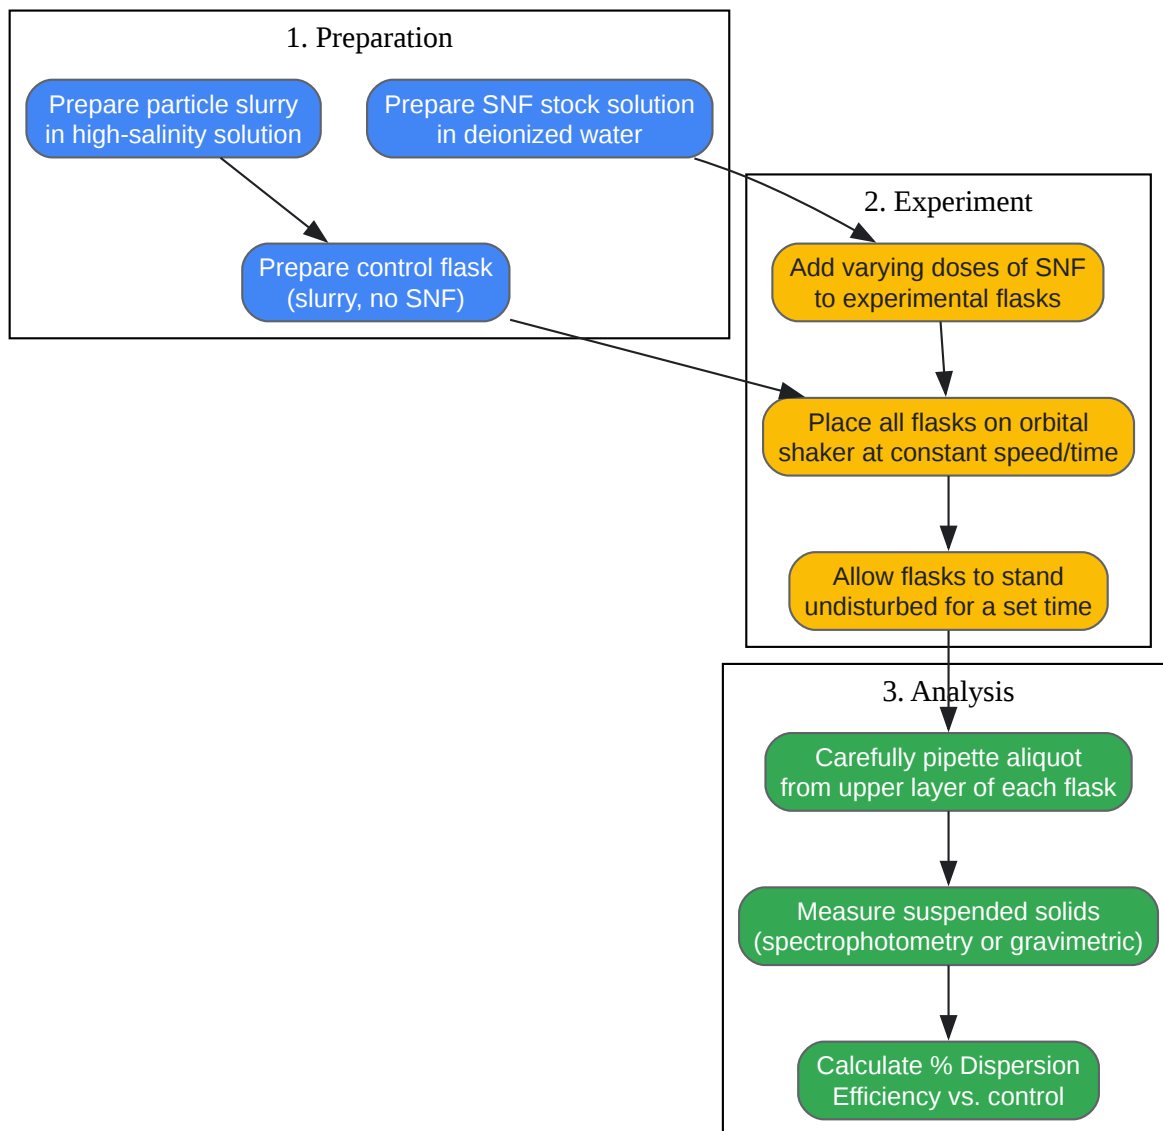 1. Preparation
Prepare particle slurry
in high-salinity solution
Prepare SNF stock solution
in deionized water
Prepare control flask
(slurry, no SNF)
2. Experiment
Add varying doses of SNF
to experimental flasks
Place all flasks on orbital
shaker at constant speed/time
Allow flasks to stand
undisturbed for a set time
3. Analysis
Carefully pipette aliquot
from upper layer of each flask
Measure suspended solids
(spectrophotometry or gravimetric)
Calculate % Dispersion
Efficiency vs. control